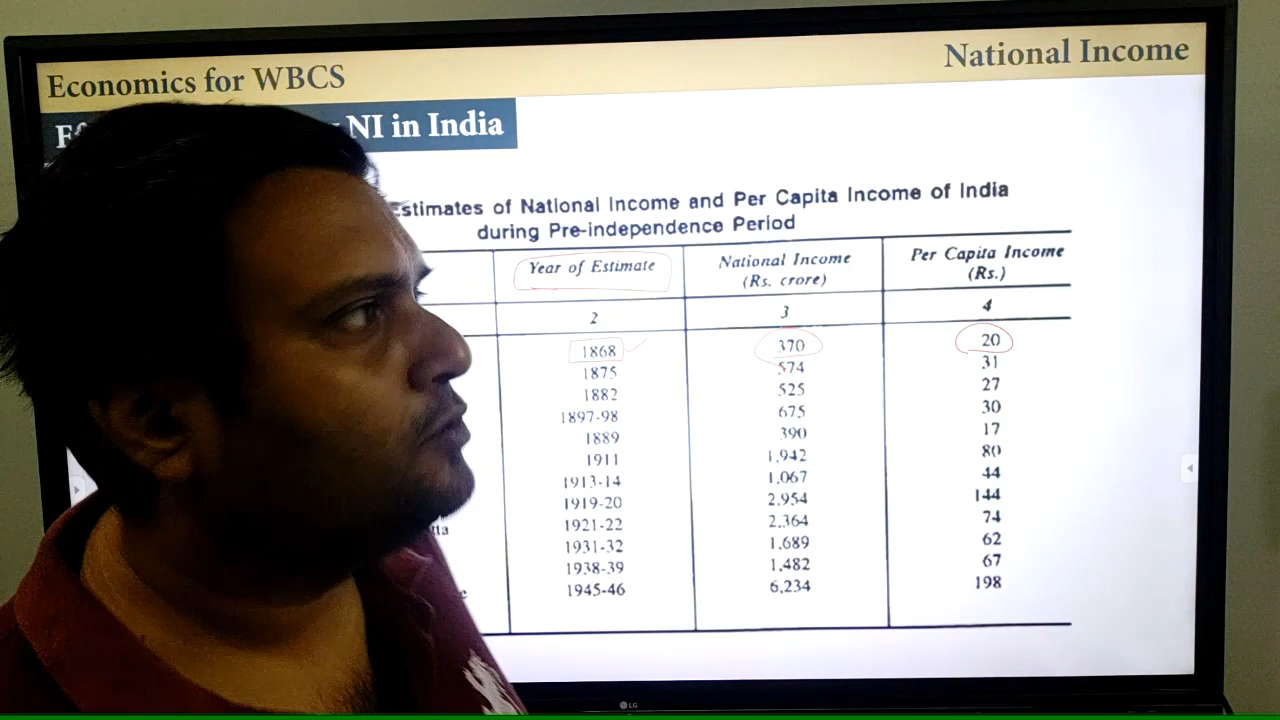 Economics for WBCS
National Income
NI in India
Estimates of National Income and Per Capita Income of India
during Pre-independence Period
Year of Estimate National Income (Rs. crore) Per Capita Income (Rs.)
2 3 4
1868 370 20
1875 574 31
1882 525 27
1897-98 675 30
1889 390 17
1911 1,942 80
1913-14 1,067 44
1919-20 2,954 144
1921-22 2,364 74
1931-32 1,689 62
1938-39 1,482 67
1945-46 6,234 198
LG